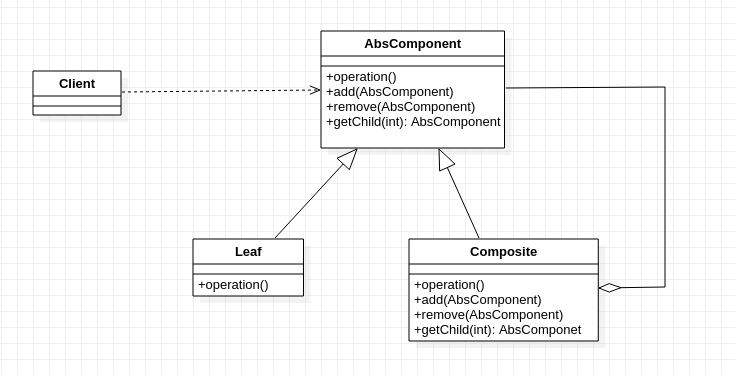 AbsComponent
+operation()
+add(AbsComponent)
+remove(AbsComponent)
+getChild(int): AbsComponent
Client
Leaf
+operation()
Composite
+operation()
+add(AbsComponent)
+remove(AbsComponent)
+getChild(int): AbsComponet